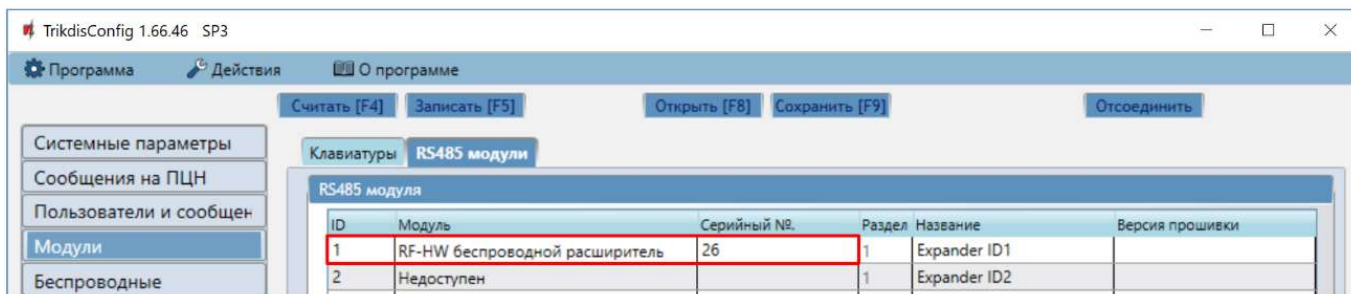 TrikdisConfig 1.66.46 SP3
Программа Действия О программе
Считать [F4] Записать [F5] Открыть [F8] Сохранить [F9] Отсоединить
Системные параметры
Сообщения на ПЦН
Пользователи и сообщен
Модули
Беспроводные
Клавиатуры RS485 модули
RS485 модуля
ID Модуль Серийный №. Раздел Название Версия прошивки
1 RF-HW беспроводной расширитель 26 1 Expander ID1
2 Недоступен 1 Expander ID2